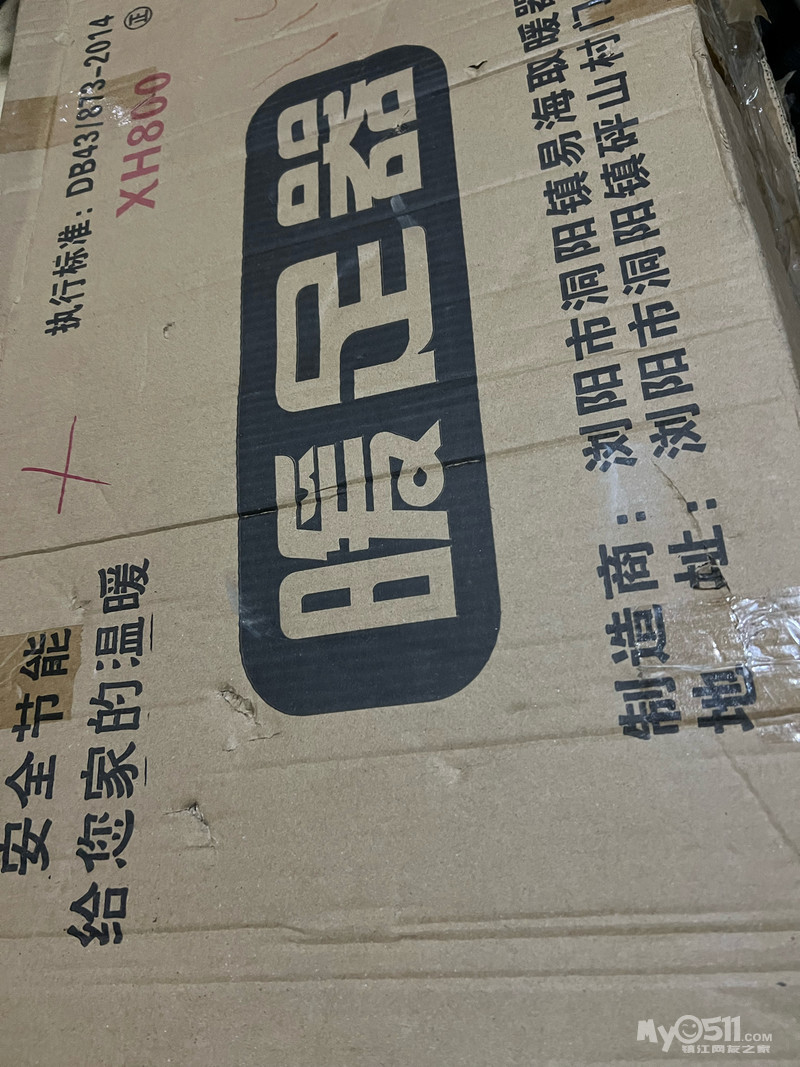 执行标准：DB43/873-2014 正
XH800
暖足器
安全节能
给您家的温暖
制造商：浏阳市洞阳镇易海取暖器
地址：浏阳市洞阳镇砰山村门
My0511.COM
镇江网友之家